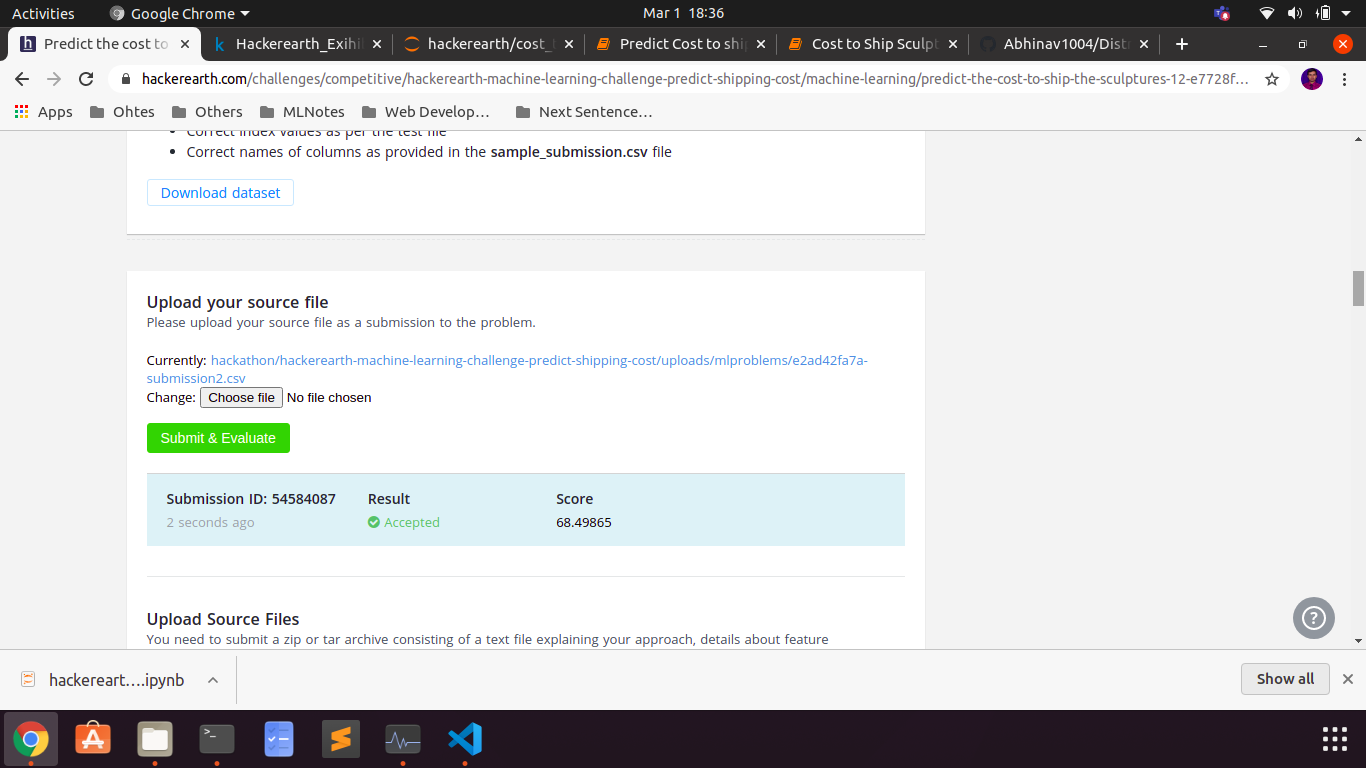 Activities Google Chrome Mar 1 18:36
Predict the cost to Hackerearth_Exihi hackerearth/cost_ Predict Cost to shi Cost to Ship Sculpt Abhinav1004/Distr
hackerearth.com/challenges/competitive/hackerearth-machine-learning-challenge-predict-shipping-cost/machine-learning/predict-the-cost-to-ship-the-sculptures-12-e7728f...
Apps Ohtes Others MLNotes Web Develop... Next Sentence...
Correct index values as per the test file
Correct names of columns as provided in the sample_submission.csv file
Download dataset
Upload your source file
Please upload your source file as a submission to the problem.
Currently: hackathon/hackerearth-machine-learning-challenge-predict-shipping-cost/uploads/mlproblems/e2ad42fa7a-
submission2.csv
Change: Choose file No file chosen
Submit & Evaluate
Submission ID: 54584087 Result Score
2 seconds ago Accepted 68.49865
Upload Source Files
You need to submit a zip or tar archive consisting of a text file explaining your approach, details about feature
hackereart....ipynb Show all